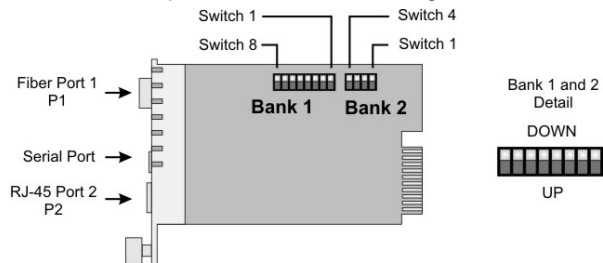 Switch 1
Switch 4
Switch 8
Switch 1
Fiber Port 1
P1
Bank 1
Bank 2
Serial Port
RJ-45 Port 2
P2
Bank 1 and 2
Detail
DOWN
UP